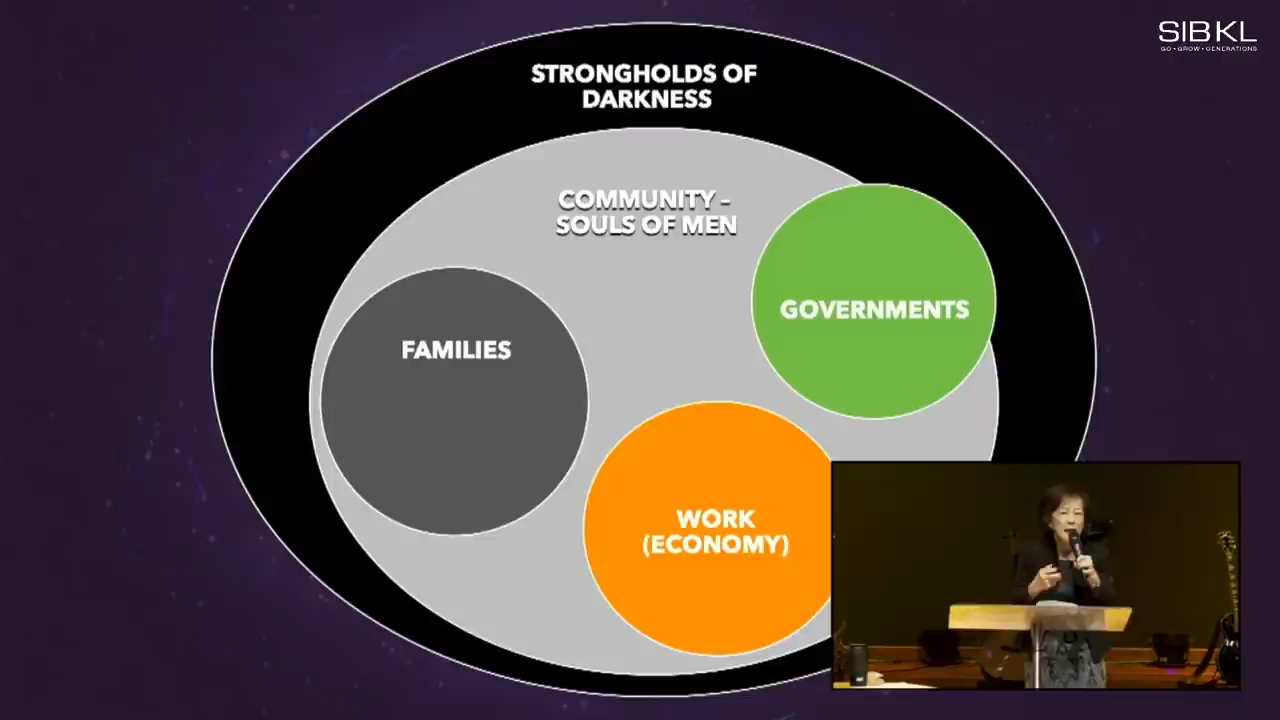 SIBKL
GO • GROW • GENERATIONS
STRONGHOLDS OF
DARKNESS
COMMUNITY –
SOULS OF MEN
GOVERNMENTS
FAMILIES
WORK
(ECONOMY)